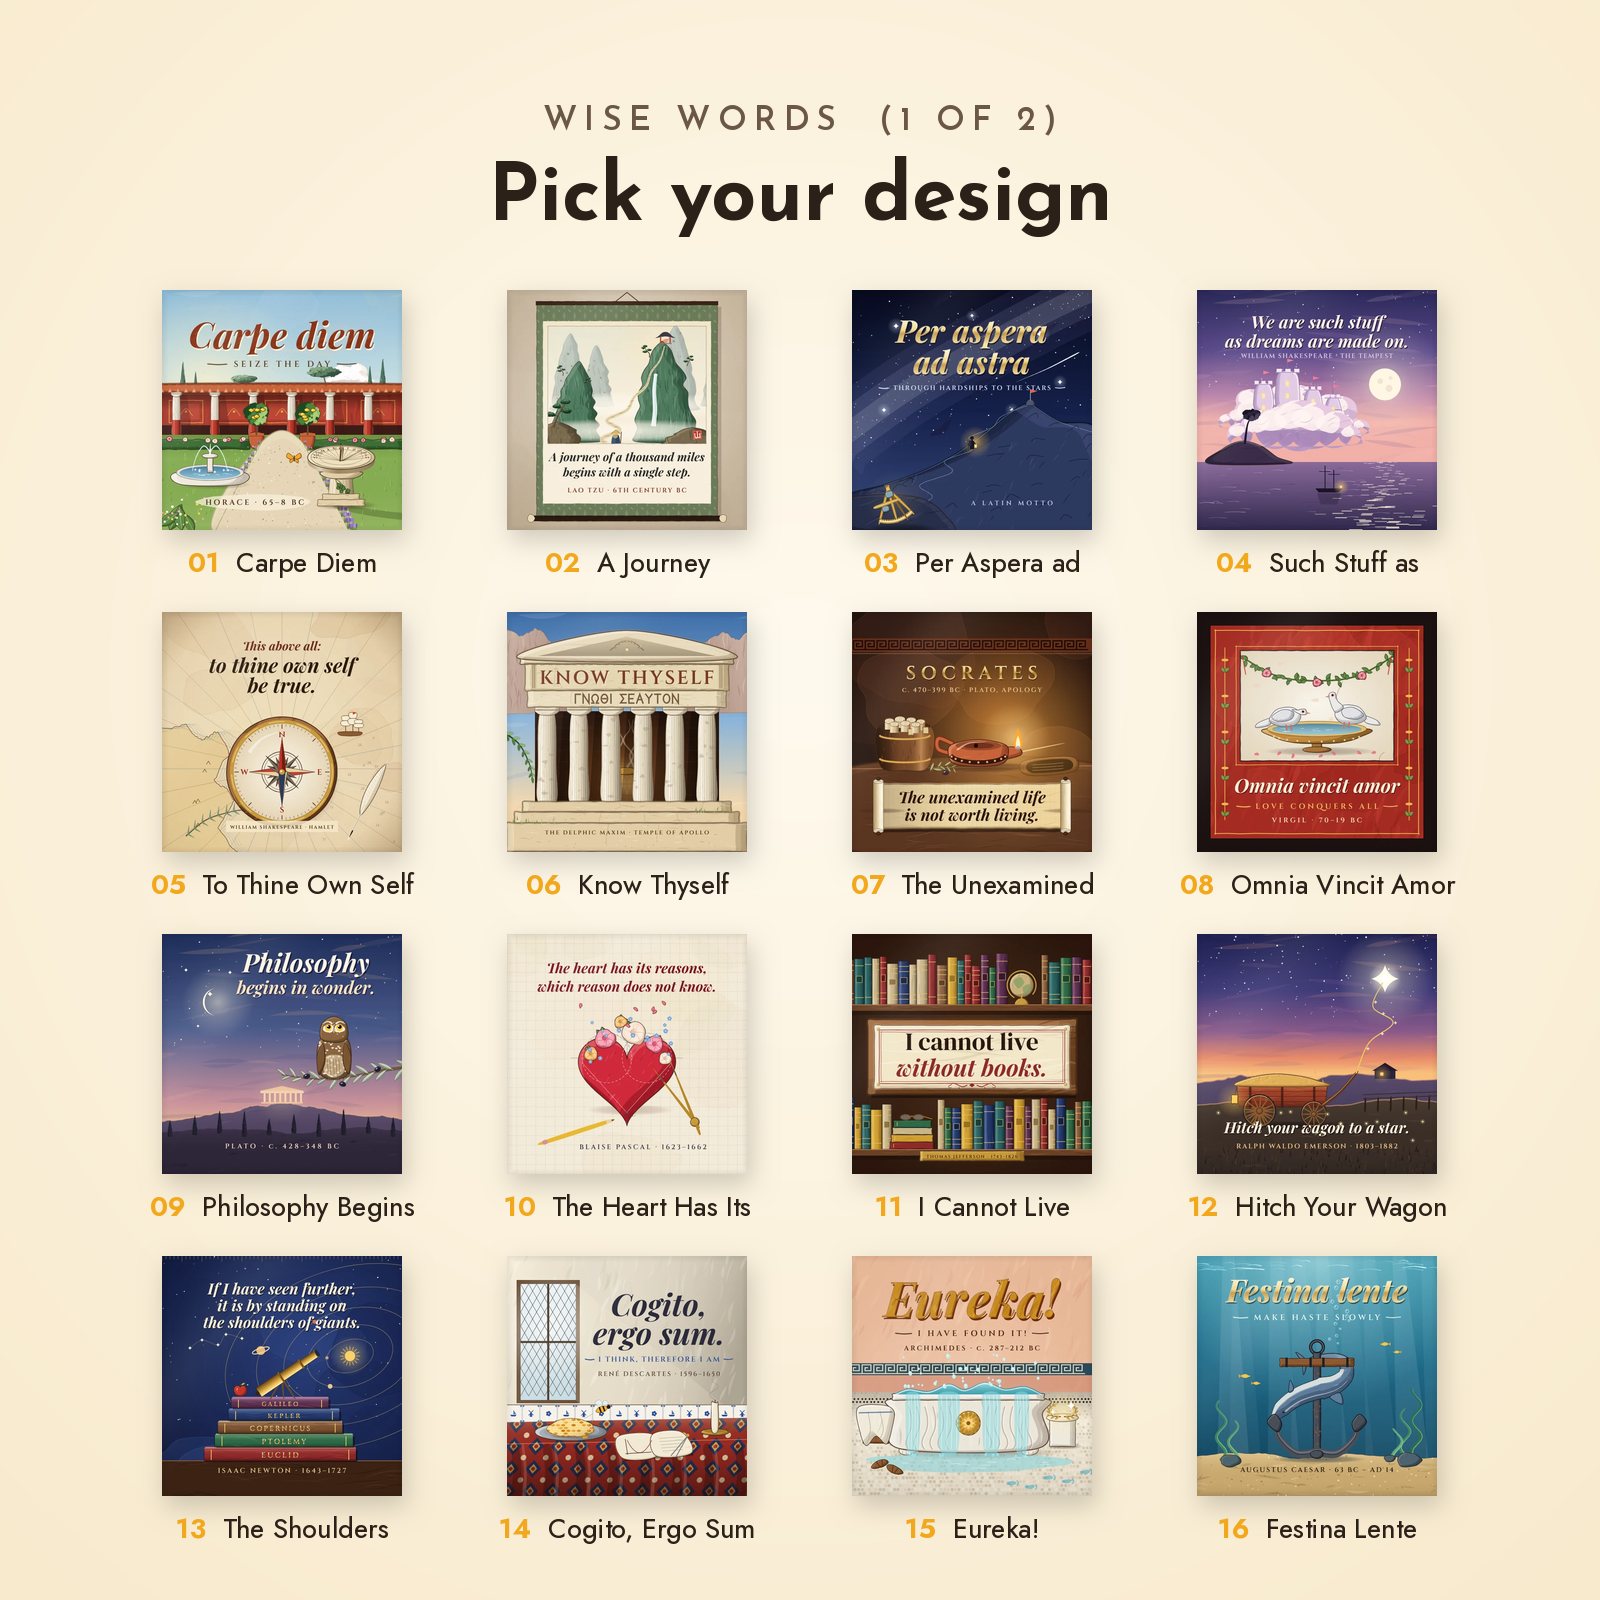 WISE WORDS (1 OF 2)
Pick your design
Carpe diem
SEIZE THE DAY
HORACE · 65–8 BC
01 Carpe Diem
A journey of a thousand miles
begins with a single step.
LAO TZU · 6TH CENTURY BC
02 A Journey
Per aspera
ad astra
THROUGH HARDSHIPS TO THE STARS
A LATIN MOTTO
03 Per Aspera ad
We are such stuff
as dreams are made on.
WILLIAM SHAKESPEARE · THE TEMPEST
04 Such Stuff as
This above all:
to thine own self
be true.
N
W E
S
WILLIAM SHAKESPEARE · HAMLET
05 To Thine Own Self
KNOW THYSELF
ΓΝΩΘΙ ΣΕΑΥΤΟΝ
THE DELPHIC MAXIM · TEMPLE OF APOLLO
06 Know Thyself
SOCRATES
C. 470–399 BC · PLATO, APOLOGY
The unexamined life
is not worth living.
07 The Unexamined
Omnia vincit amor
LOVE CONQUERS ALL
VIRGIL · 70–19 BC
08 Omnia Vincit Amor
Philosophy
begins in wonder.
PLATO · C. 428–348 BC
09 Philosophy Begins
The heart has its reasons,
which reason does not know.
BLAISE PASCAL · 1623–1662
10 The Heart Has Its
I cannot live
without books.
THOMAS JEFFERSON · 1743–1826
11 I Cannot Live
Hitch your wagon to a star.
RALPH WALDO EMERSON · 1803–1882
12 Hitch Your Wagon
If I have seen further,
it is by standing on
the shoulders of giants.
GALILEO
KEPLER
COPERNICUS
PTOLEMY
EUCLID
ISAAC NEWTON · 1643–1727
13 The Shoulders
Cogito,
ergo sum.
I THINK, THEREFORE I AM
RENÉ DESCARTES · 1596–1650
14 Cogito, Ergo Sum
Eureka!
I HAVE FOUND IT!
ARCHIMEDES · C. 287–212 BC
15 Eureka!
Festina lente
MAKE HASTE SLOWLY
AUGUSTUS CAESAR · 63 BC – AD 14
16 Festina Lente